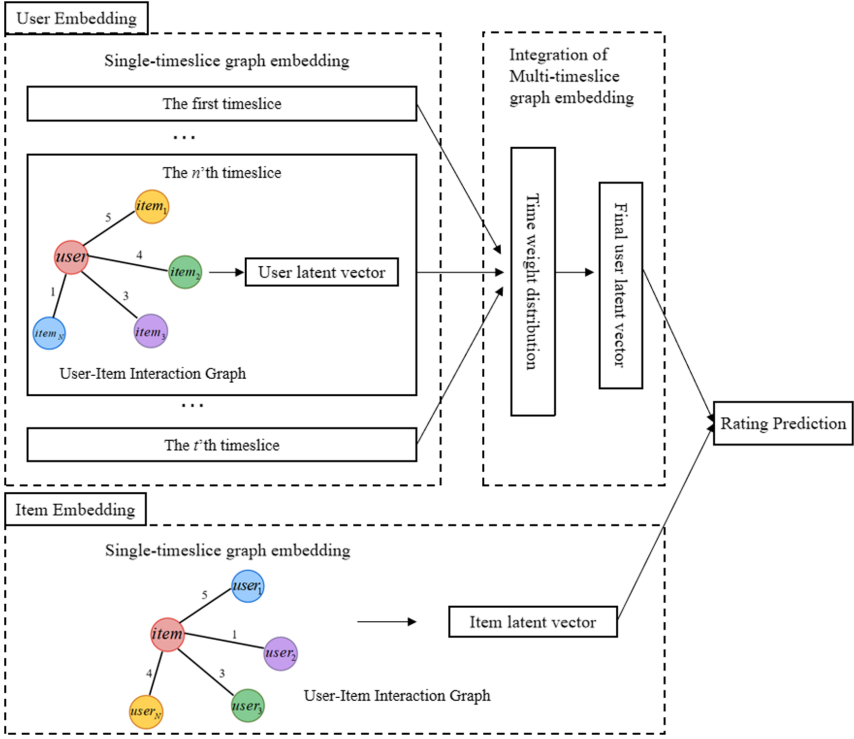 User Embedding
Single-timeslice graph embedding
The first timeslice
...
The n'th timeslice
item1
5
user
4
item2
1
3
itemN
item3
User latent vector
User-Item Interaction Graph
...
The t'th timeslice
Integration of
Multi-timeslice
graph embedding
Time weight distribution
Final user latent vector
Rating Prediction
Item Embedding
Single-timeslice graph embedding
user1
5
item
1
user2
4
3
userN
user3
User-Item Interaction Graph
Item latent vector